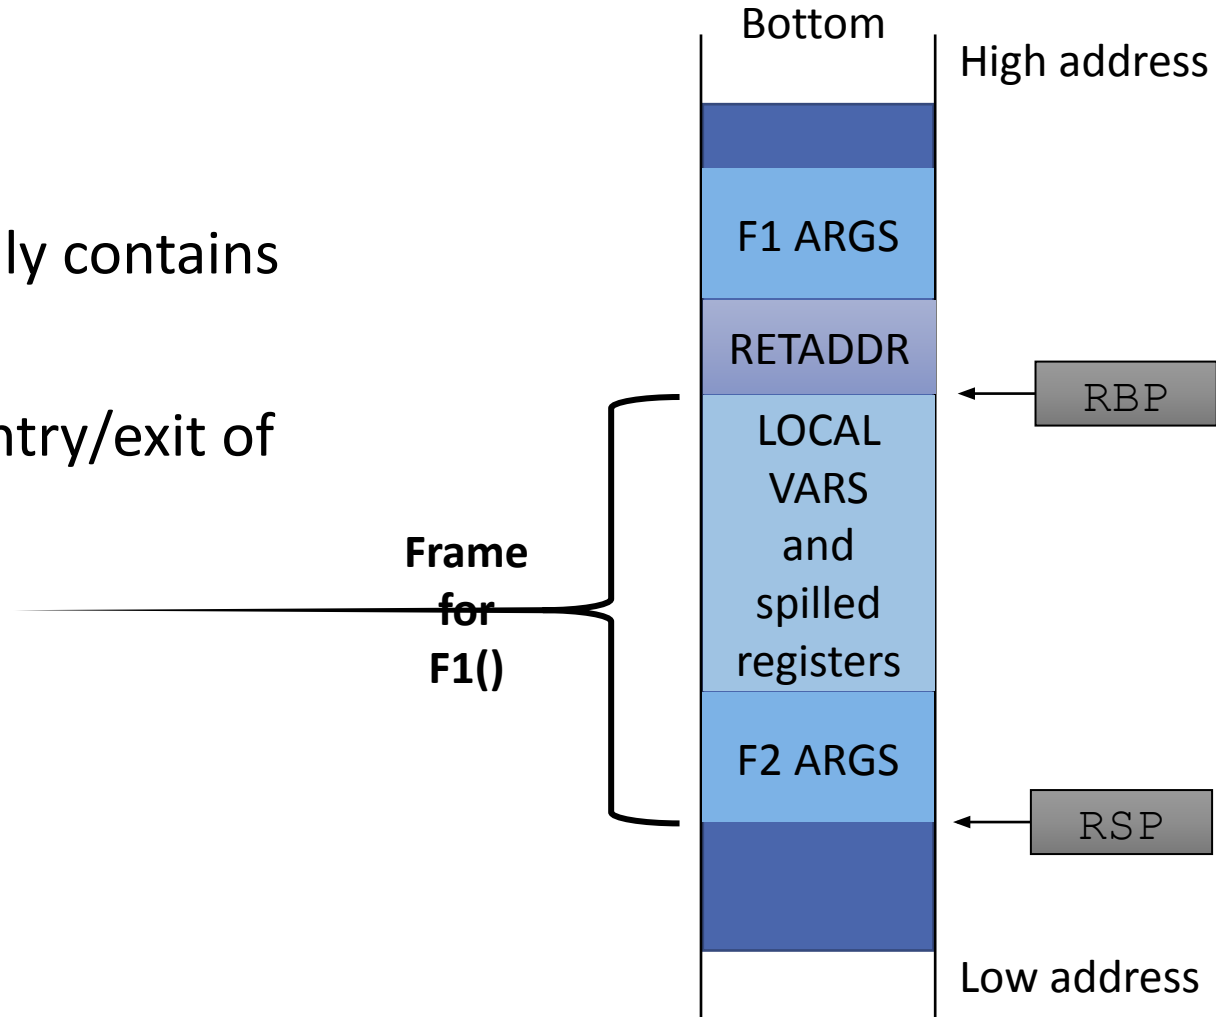 Bottom
High address
F1 ARGS
ly contains
RETADDR
RBP
ntry/exit of
LOCAL
VARS
and
spilled
registers
Frame
for
F1()
F2 ARGS
RSP
Low address